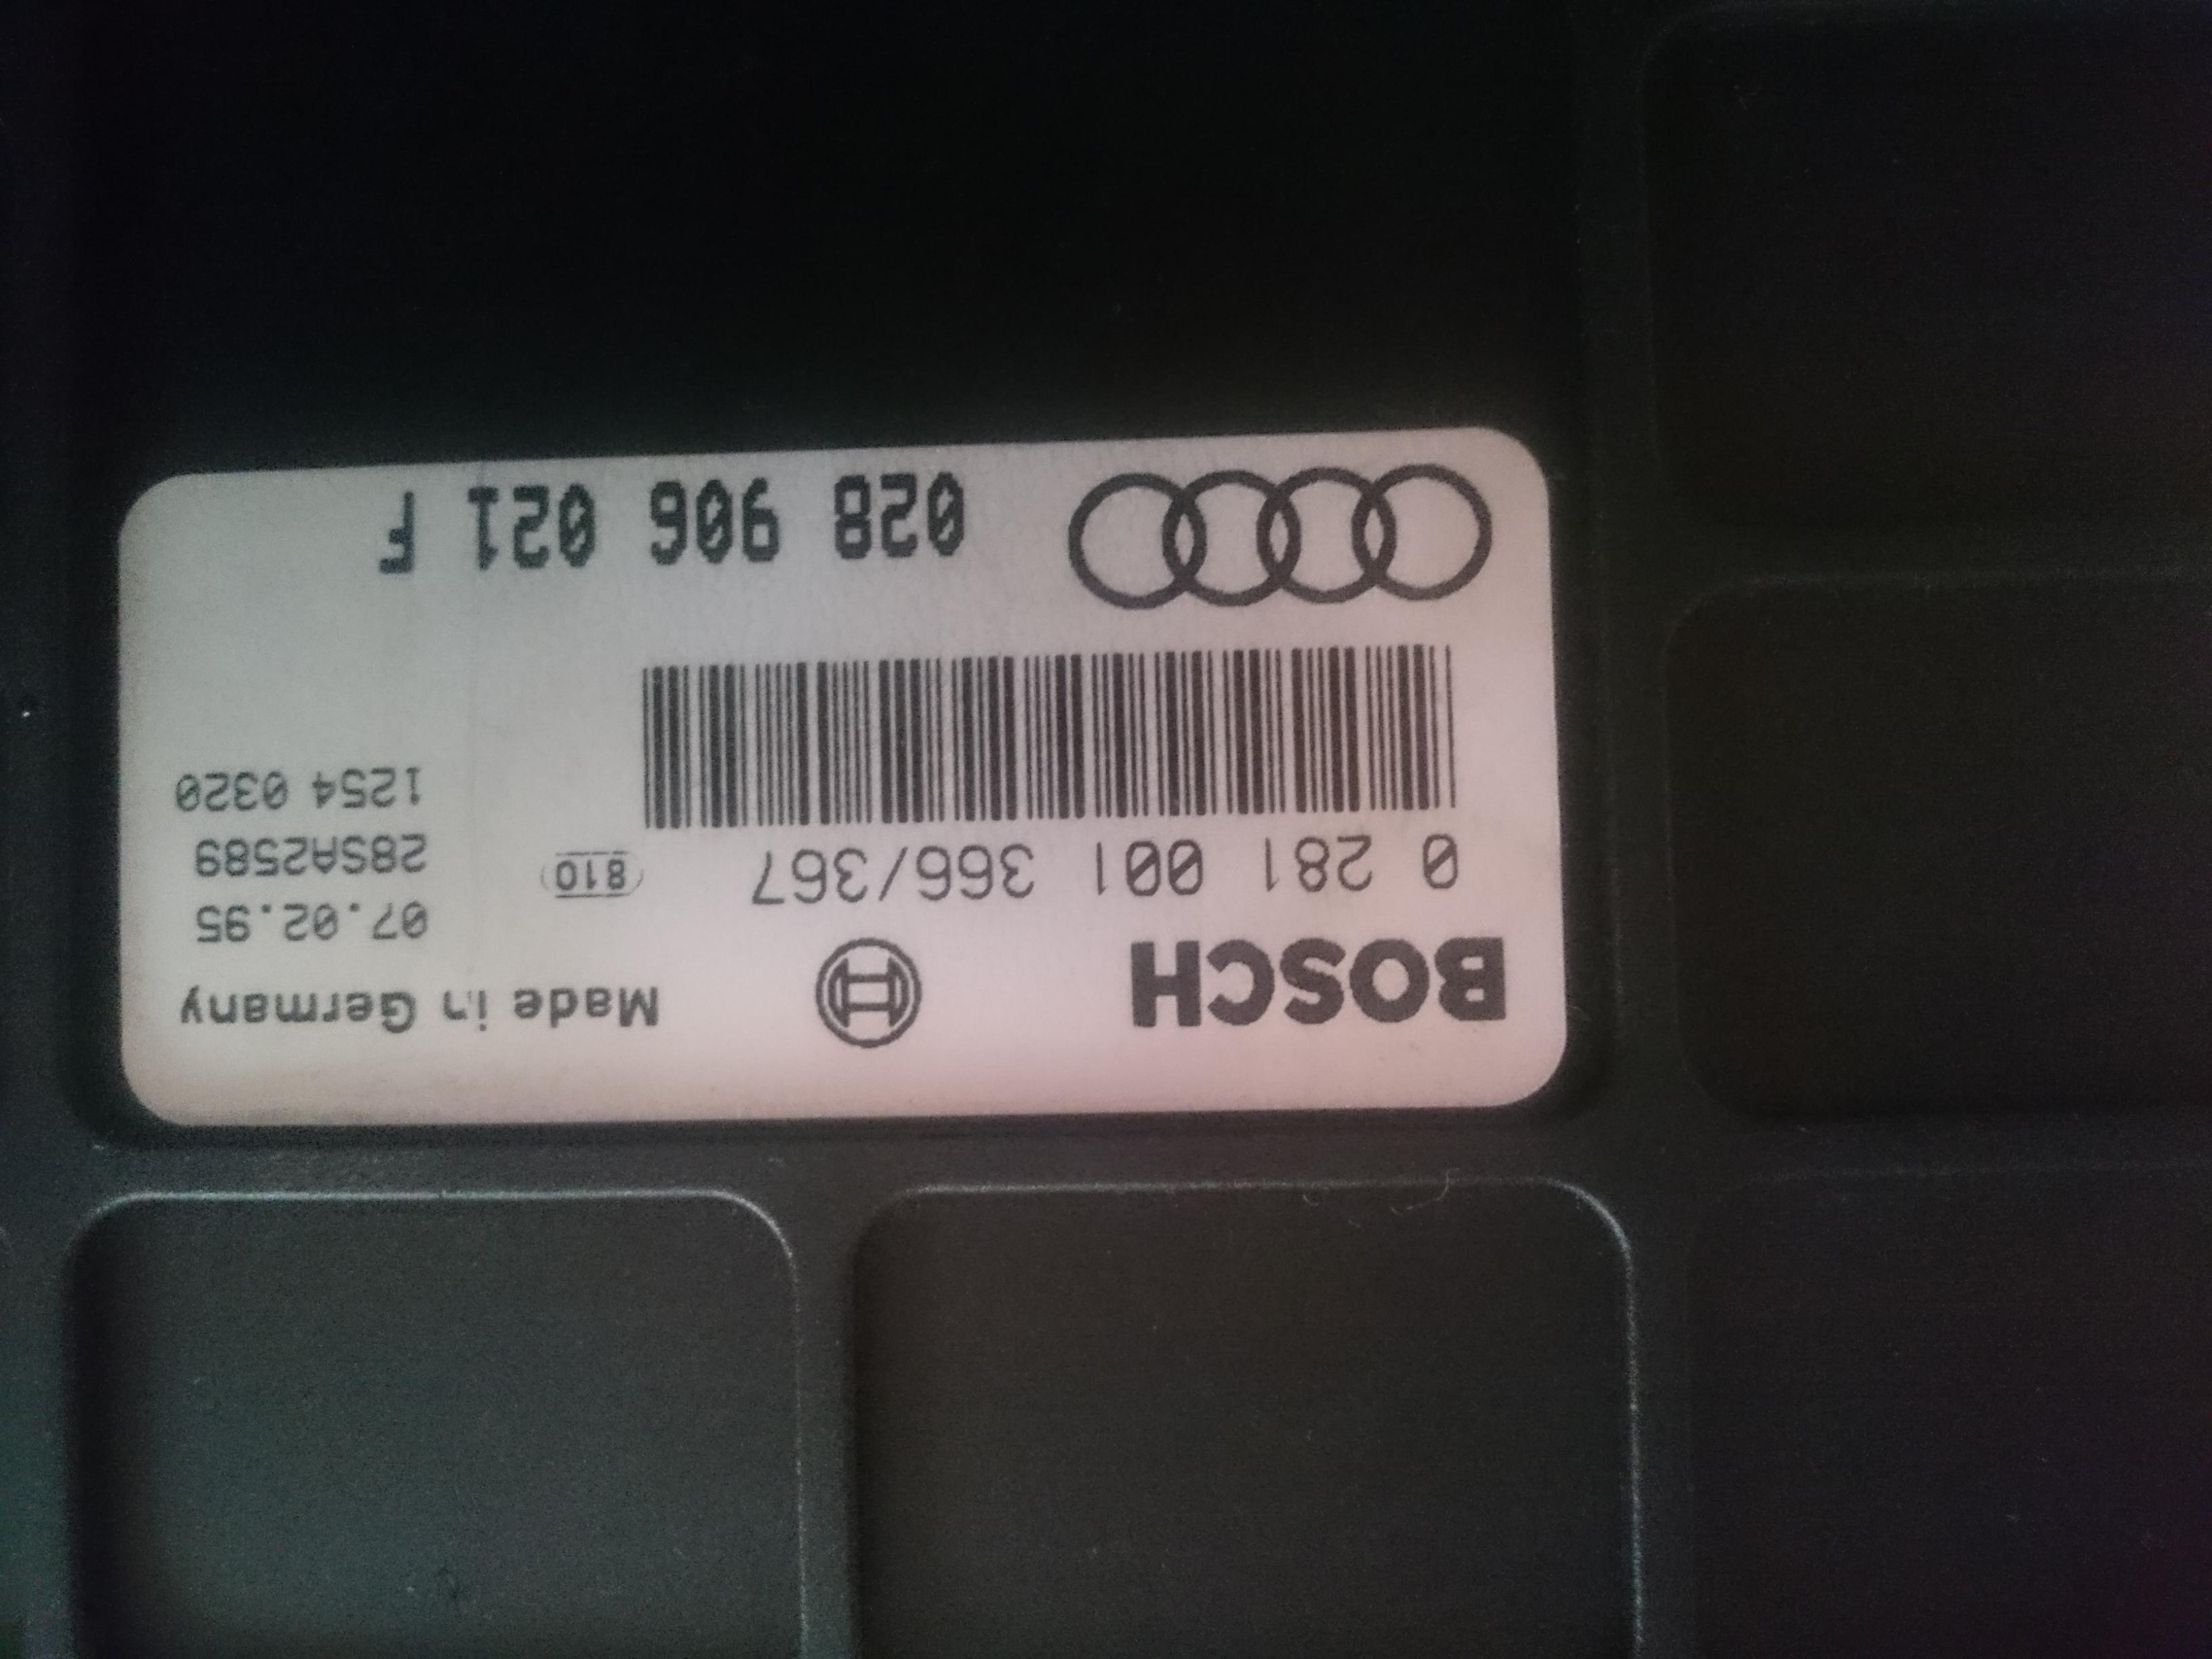 BOSCH Made in Germany
0 281 001 366/367 810 07.02.95
28SA2589
1254 0320
028 906 021 F